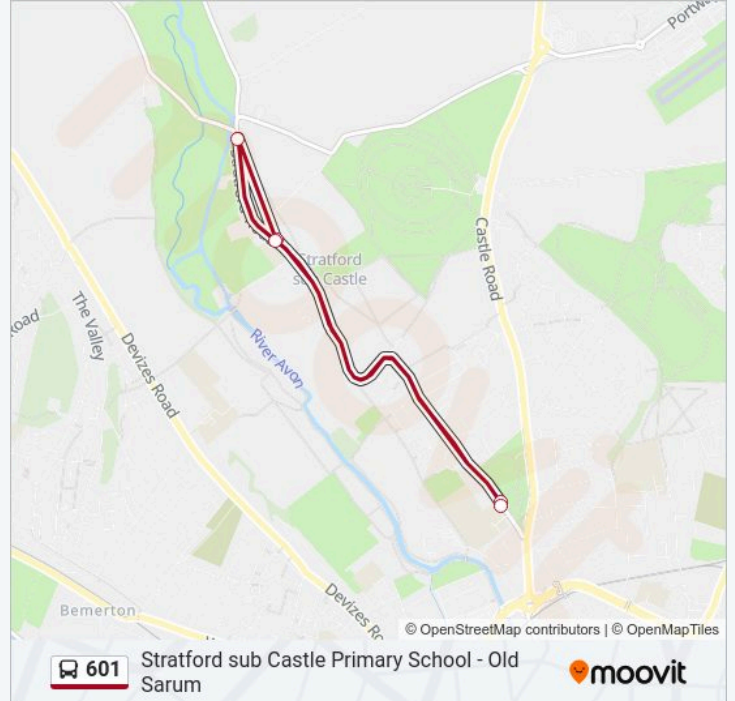 Portway
Castle Road
Stratford
sub Castle
The Valley
Road
Devizes Road
River Avon
Devizes Ro
Bemerton
© OpenStreetMap contributors | © OpenMapTiles
601
Stratford sub Castle Primary School - Old
Sarum
moovit